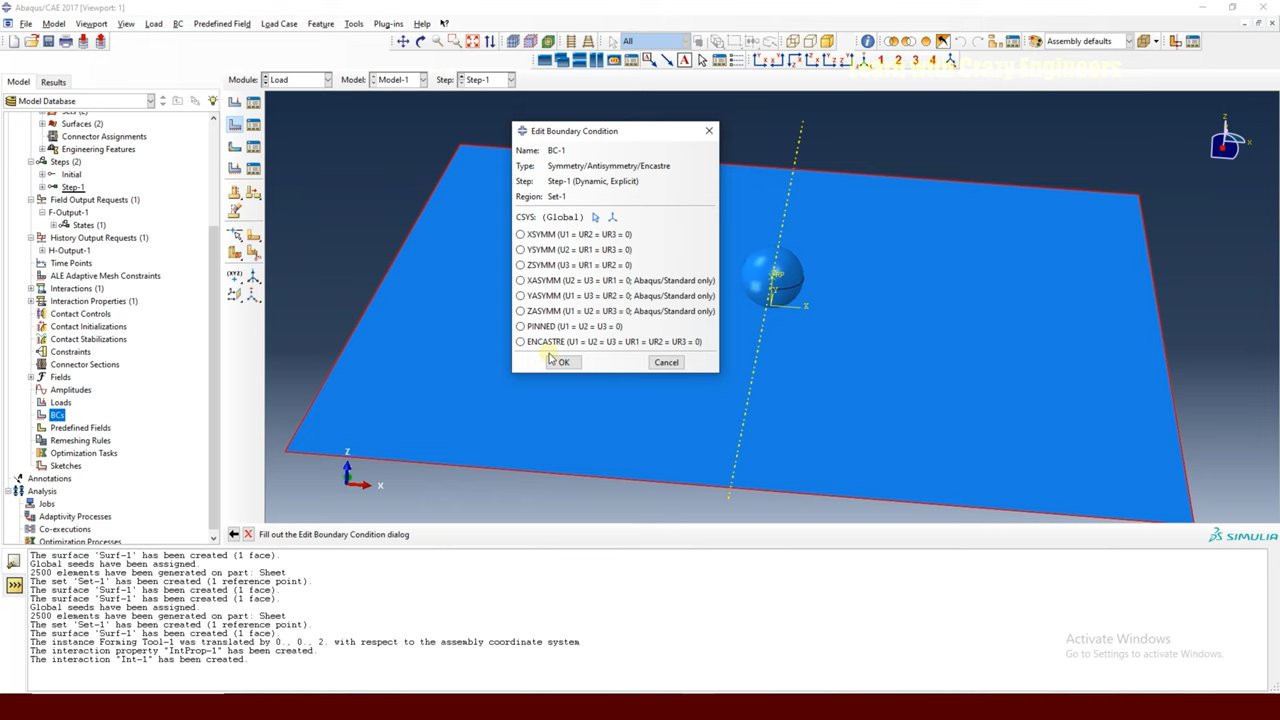 Abaqus/CAE 2017 [Viewport: 1]
File Model Viewport View Load BC Predefined Field Load Case Feature Tools Plug-ins Help
All Assembly defaults
1 2 3 4
Crazy Engineers
Model Results Module: Load Model: Model-1 Step: Step-1
Model Database
Sets (2)
Surfaces (2)
Connector Assignments
Engineering Features
Steps (2)
Initial
Step-1
Field Output Requests (1)
F-Output-1
States (1)
History Output Requests (1)
H-Output-1
Time Points
ALE Adaptive Mesh Constraints
Interactions (1)
Interaction Properties (1)
Contact Controls
Contact Initializations
Contact Stabilizations
Constraints
Connector Sections
Fields
Amplitudes
Loads
BCs
Predefined Fields
Remeshing Rules
Optimization Tasks
Sketches
Annotations
Analysis
Jobs
Adaptivity Processes
Co-executions
Optimization Processes
(XYZ)
Edit Boundary Condition
Name: BC-1
Type: Symmetry/Antisymmetry/Encastre
Step: Step-1 (Dynamic, Explicit)
Region: Set-1
CSYS: (Global)
XSYMM (U1 = UR2 = UR3 = 0)
YSYMM (U2 = UR1 = UR3 = 0)
ZSYMM (U3 = UR1 = UR2 = 0)
XASYMM (U2 = U3 = UR1 = 0; Abaqus/Standard only)
YASYMM (U1 = U3 = UR2 = 0; Abaqus/Standard only)
ZASYMM (U1 = U2 = UR3 = 0; Abaqus/Standard only)
PINNED (U1 = U2 = U3 = 0)
ENCASTRE (U1 = U2 = U3 = UR1 = UR2 = UR3 = 0)
OK Cancel
Z
X
RP
Y
X
Z
X
Fill out the Edit Boundary Condition dialog
SIMULIA
The surface 'Surf-1' has been created (1 face).
Global seeds have been assigned.
2500 elements have been generated on part: Sheet
The set 'Set-1' has been created (1 reference point).
The surface 'Surf-1' has been created (1 face).
The surface 'Surf-1' has been created (1 face).
Global seeds have been assigned.
2500 elements have been generated on part: Sheet
The set 'Set-1' has been created (1 reference point).
The surface 'Surf-1' has been created (1 face).
The instance Forming Tool-1 was translated by 0., 0., 2. with respect to the assembly coordinate system
The interaction property "IntProp-1" has been created.
The interaction "Int-1" has been created.
Activate Windows
Go to Settings to activate Windows.